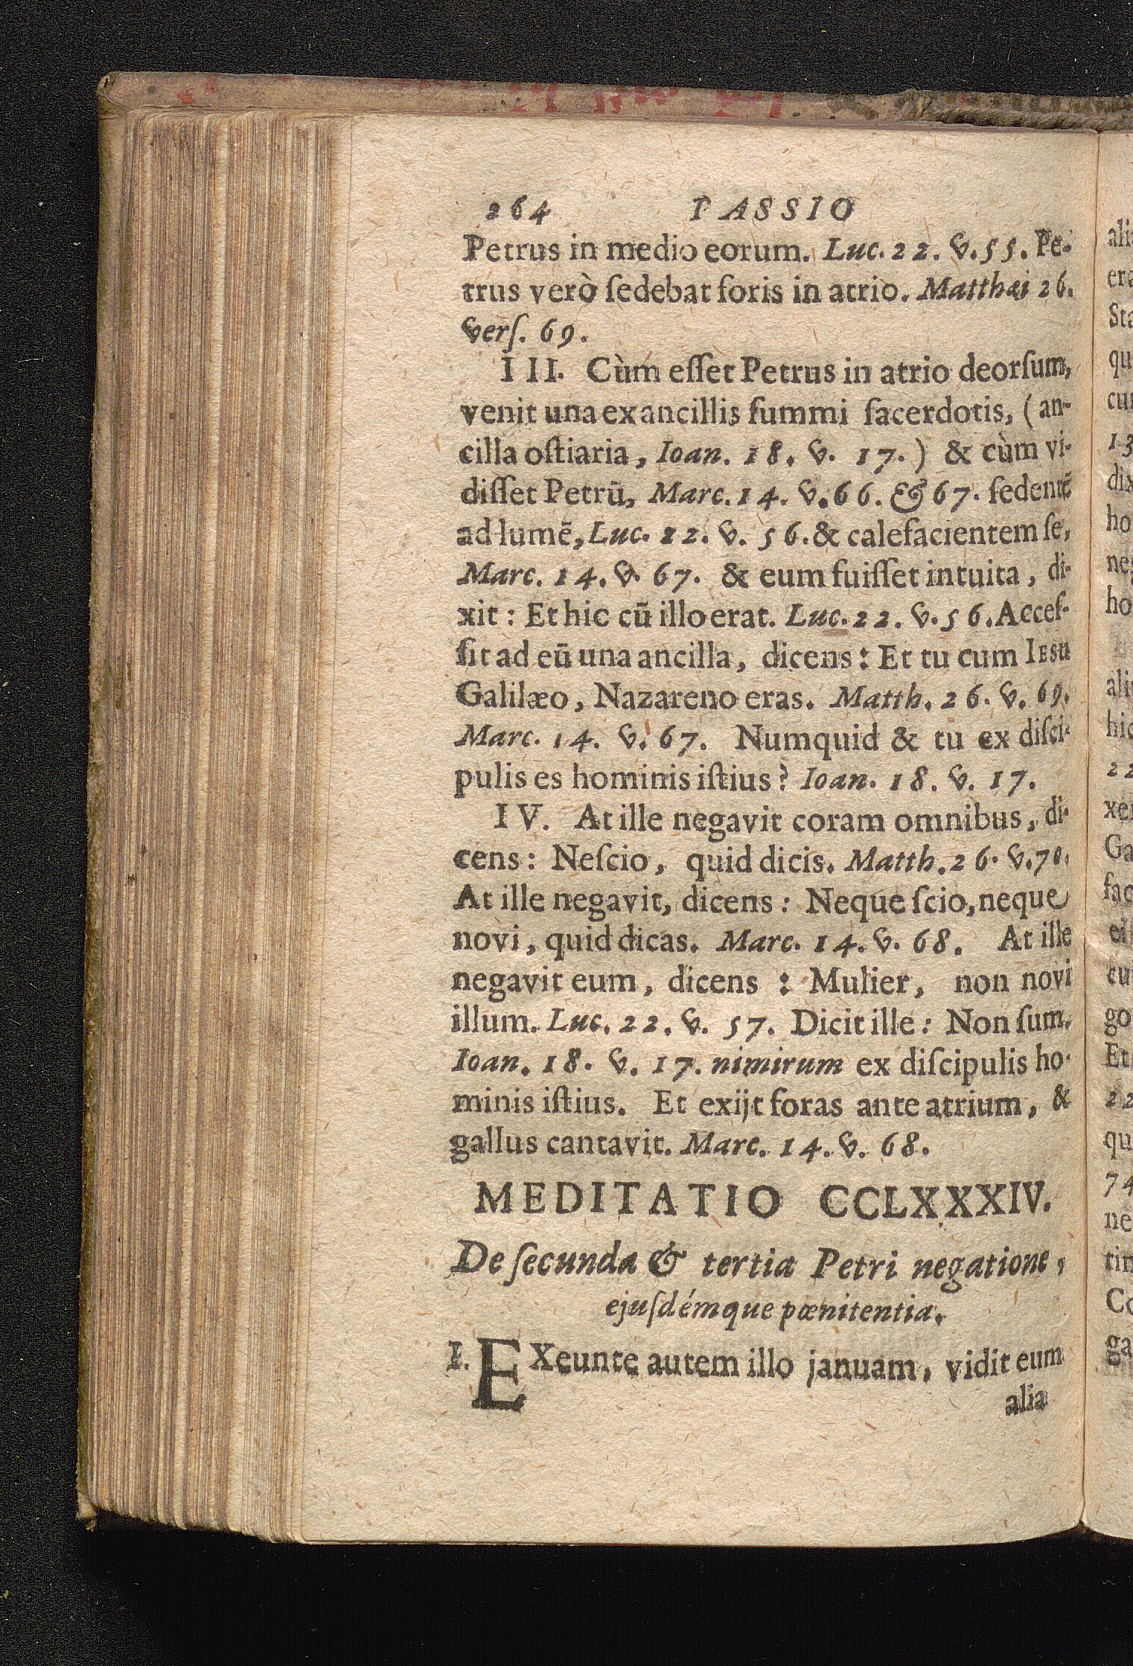 264 PASSIO
Petrus in medio eorum. Luc. 22. v. 55. Pe-
trus verò ſedebat foris in atrio. Matthæi 26.
verſ. 69.
III. Cùm eſſet Petrus in atrio deorſum,
venit una ex ancillis ſummi ſacerdotis, (an-
cilla oſtiaria, Ioan. 18. v. 17.) & cùm vi-
diſſet Petrū, Marc. 14. v. 66. & 67. ſedentē
ad lumē, Luc. 22. v. 56. & calefacientem ſe,
Marc. 14. v. 67. & eum fuiſſet intuita, di-
xit: Et hic cū illo erat. Luc. 22. v. 56. Acceſ-
ſit ad eū una ancilla, dicens: Et tu cum IESU
Galilæo, Nazareno eras. Matth. 26. v. 69.
Marc. 14. v. 67. Numquid & tu ex diſci-
pulis es hominis iſtius? Ioan. 18. v. 17.
IV. At ille negavit coram omnibus, di-
cens: Neſcio, quid dicis. Matth. 26. v. 70.
At ille negavit, dicens: Neque ſcio, neque
novi, quid dicas. Marc. 14. v. 68. At ille
negavit eum, dicens: Mulier, non novi
illum. Luc. 22. v. 57. Dicit ille: Non ſum.
Ioan. 18. v. 17. nimirum ex diſcipulis ho-
minis iſtius. Et exijt foras ante atrium, &
gallus cantavit. Marc. 14. v. 68.
MEDITATIO CCLXXXIV.
De ſecunda & tertia Petri negatione,
ejuſdémque pœnitentia.
I. EXeunte autem illo januam, vidit eum
alia